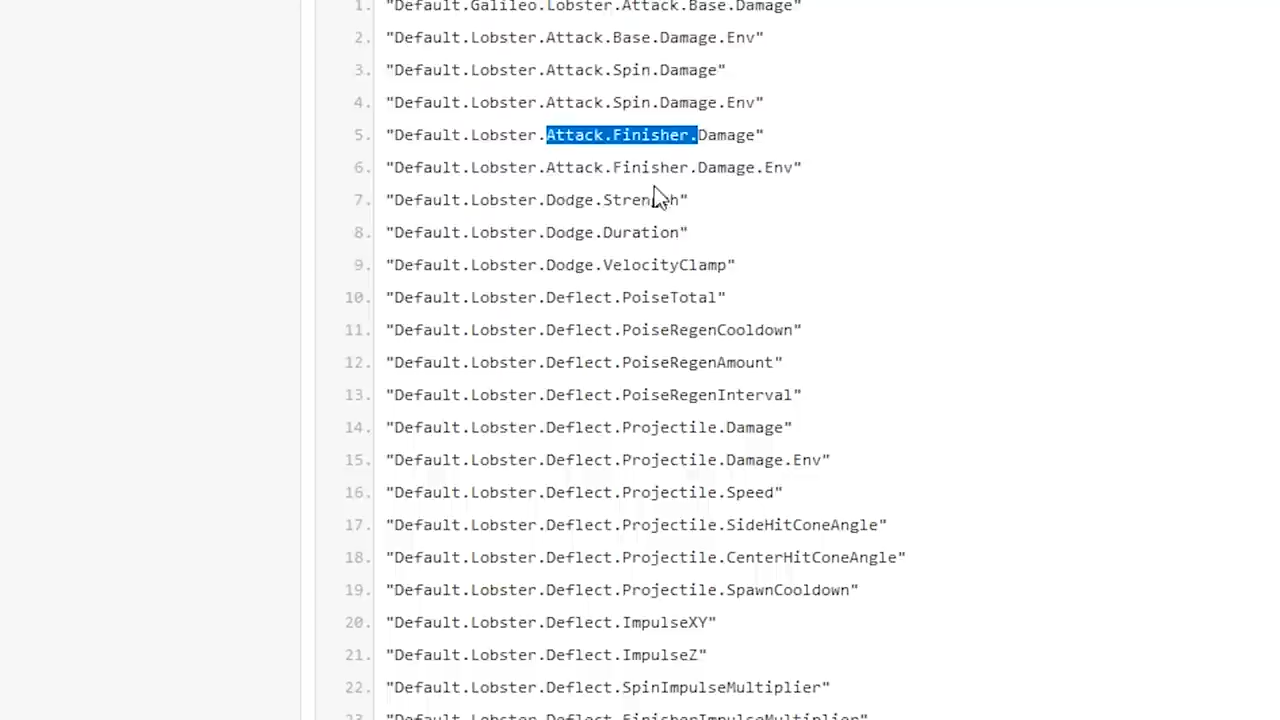 1. "Default.Galileo.Lobster.Attack.Base.Damage"
2. "Default.Lobster.Attack.Base.Damage.Env"
3. "Default.Lobster.Attack.Spin.Damage"
4. "Default.Lobster.Attack.Spin.Damage.Env"
5. "Default.Lobster.Attack.Finisher.Damage"
6. "Default.Lobster.Attack.Finisher.Damage.Env"
7. "Default.Lobster.Dodge.Strength"
8. "Default.Lobster.Dodge.Duration"
9. "Default.Lobster.Dodge.VelocityClamp"
10. "Default.Lobster.Deflect.PoiseTotal"
11. "Default.Lobster.Deflect.PoiseRegenCooldown"
12. "Default.Lobster.Deflect.PoiseRegenAmount"
13. "Default.Lobster.Deflect.PoiseRegenInterval"
14. "Default.Lobster.Deflect.Projectile.Damage"
15. "Default.Lobster.Deflect.Projectile.Damage.Env"
16. "Default.Lobster.Deflect.Projectile.Speed"
17. "Default.Lobster.Deflect.Projectile.SideHitConeAngle"
18. "Default.Lobster.Deflect.Projectile.CenterHitConeAngle"
19. "Default.Lobster.Deflect.Projectile.SpawnCooldown"
20. "Default.Lobster.Deflect.ImpulseXY"
21. "Default.Lobster.Deflect.ImpulseZ"
22. "Default.Lobster.Deflect.SpinImpulseMultiplier"
23. "Default.Lobster.Deflect.FinisherImpulseMultiplier"